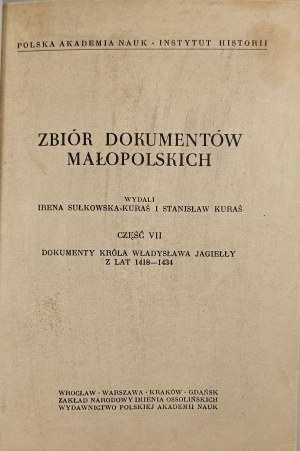 POLSKA AKADEMIA NAUK · INSTYTUT HISTORII
ZBIÓR DOKUMENTÓW
MAŁOPOLSKICH
WYDALI
IRENA SUŁKOWSKA-KURAŚ I STANISŁAW KURAŚ
CZĘŚĆ VII
DOKUMENTY KRÓLA WŁADYSŁAWA JAGIEŁŁY
Z LAT 1418—1434
WROCŁAW · WARSZAWA · KRAKÓW · GDAŃSK
ZAKŁAD NARODOWY IMIENIA OSSOLIŃSKICH
WYDAWNICTWO POLSKIEJ AKADEMII NAUK